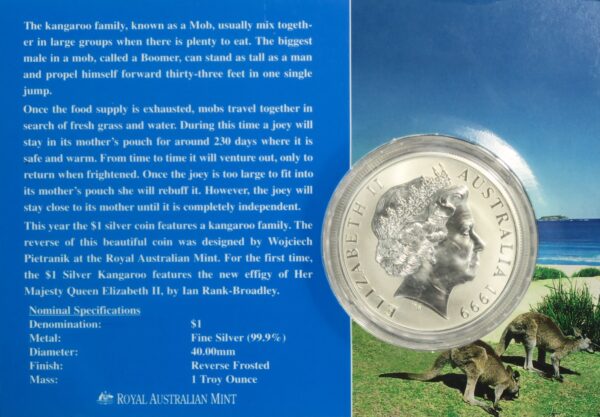 The kangaroo family, known as a Mob, usually mix togeth-
er in large groups when there is plenty to eat. The biggest
male in a mob, called a Boomer, can stand as tall as a man
and propel himself forward thirty-three feet in one single
jump.
Once the food supply is exhausted, mobs travel together in
search of fresh grass and water. During this time a joey will
stay in its mother's pouch for around 230 days where it is
safe and warm. From time to time it will venture out, only to
return when frightened. Once the joey is too large to fit into
its mother's pouch she will rebuff it. However, the joey will
stay close to its mother until it is completely independent.
This year the $1 silver coin features a kangaroo family. The
reverse of this beautiful coin was designed by Wojciech
Pietranik at the Royal Australian Mint. For the first time,
the $1 Silver Kangaroo features the new effigy of Her
Majesty Queen Elizabeth II, by Ian Rank-Broadley.
Nominal Specifications
Denomination: $1
Metal: Fine Silver (99.9%)
Diameter: 40.00mm
Finish: Reverse Frosted
Mass: 1 Troy Ounce
ROYAL AUSTRALIAN MINT
ELIZABETH II
AUSTRALIA 1999